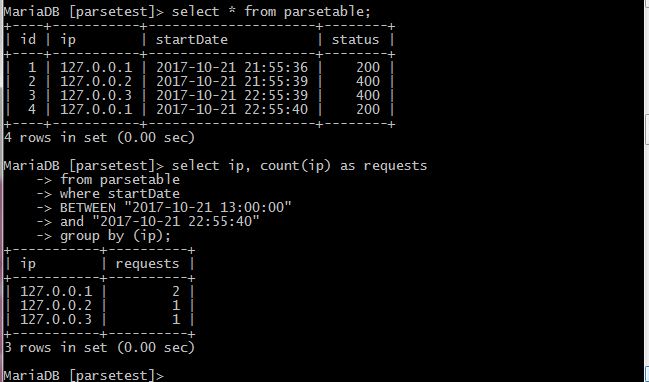 MariaDB [parsetest]> select * from parsetable;
+----+-----------+---------------------+--------+
| id | ip        | startDate           | status |
+----+-----------+---------------------+--------+
|  1 | 127.0.0.1 | 2017-10-21 21:55:36 |    200 |
|  2 | 127.0.0.2 | 2017-10-21 21:55:39 |    400 |
|  3 | 127.0.0.3 | 2017-10-21 22:55:39 |    400 |
|  4 | 127.0.0.1 | 2017-10-21 22:55:40 |    200 |
+----+-----------+---------------------+--------+
4 rows in set (0.00 sec)
MariaDB [parsetest]> select ip, count(ip) as requests
    -> from parsetable
    -> where startDate
    -> BETWEEN "2017-10-21 13:00:00"
    -> and "2017-10-21 22:55:40"
    -> group by (ip);
+-----------+----------+
| ip        | requests |
+-----------+----------+
| 127.0.0.1 |        2 |
| 127.0.0.2 |        1 |
| 127.0.0.3 |        1 |
+-----------+----------+
3 rows in set (0.00 sec)
MariaDB [parsetest]>